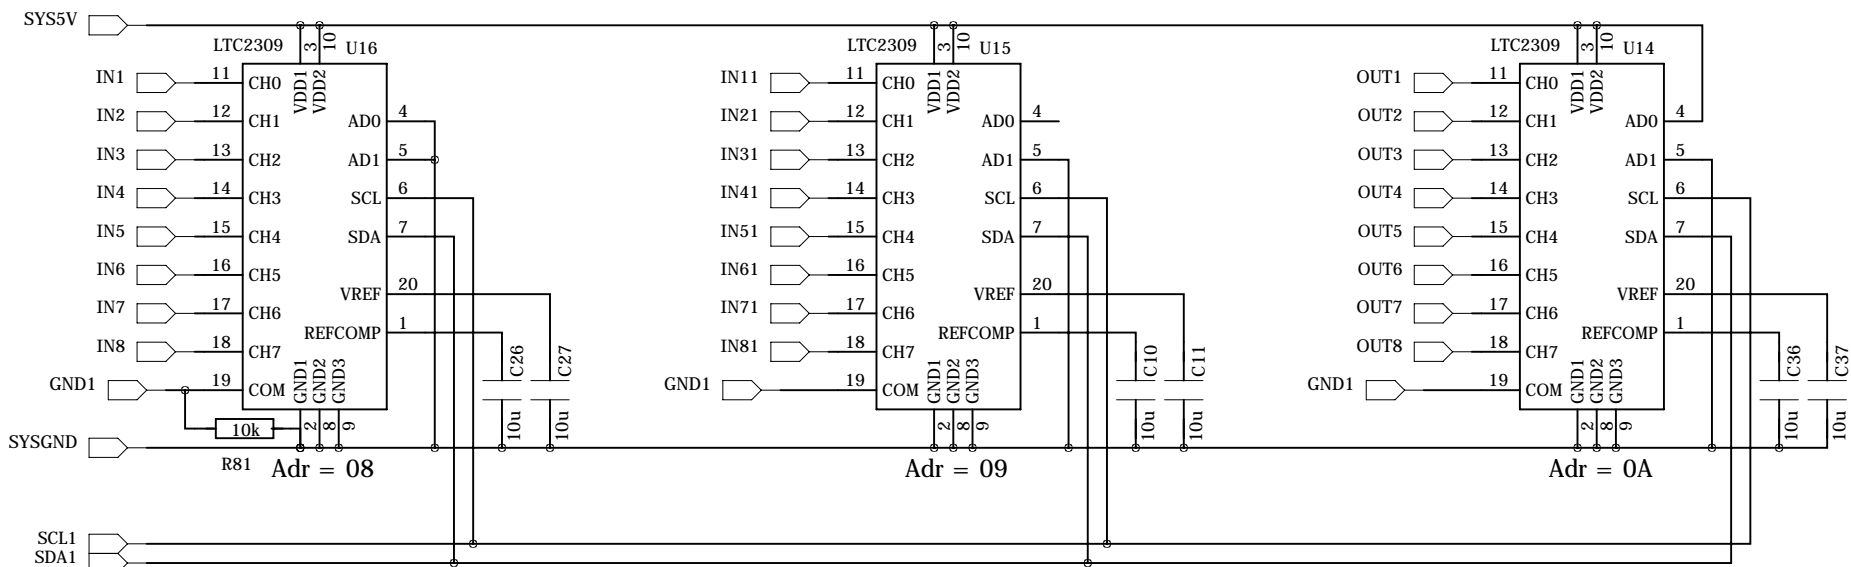 SYS5V
LTC2309
3
10
U16
IN1
11
CH0
VDD1
VDD2
IN2
12
CH1
AD0
4
IN3
13
CH2
AD1
5
IN4
14
CH3
SCL
6
IN5
15
CH4
SDA
7
IN6
16
CH5
VREF
20
IN7
17
CH6
REFCOMP
1
IN8
18
CH7
GND1
19
COM
GND1
GND2
GND3
2
8
9
C26
10u
C27
10u
10k
R81
SYSGND
Adr = 08
LTC2309
3
10
U15
IN11
11
CH0
VDD1
VDD2
IN21
12
CH1
AD0
4
IN31
13
CH2
AD1
5
IN41
14
CH3
SCL
6
IN51
15
CH4
SDA
7
IN61
16
CH5
VREF
20
IN71
17
CH6
REFCOMP
1
IN81
18
CH7
GND1
19
COM
GND1
GND2
GND3
2
8
9
C10
10u
C11
10u
Adr = 09
LTC2309
3
10
U14
OUT1
11
CH0
VDD1
VDD2
OUT2
12
CH1
AD0
4
OUT3
13
CH2
AD1
5
OUT4
14
CH3
SCL
6
OUT5
15
CH4
SDA
7
OUT6
16
CH5
VREF
20
OUT7
17
CH6
REFCOMP
1
OUT8
18
CH7
GND1
19
COM
GND1
GND2
GND3
2
8
9
C36
10u
C37
10u
Adr = 0A
SCL1
SDA1